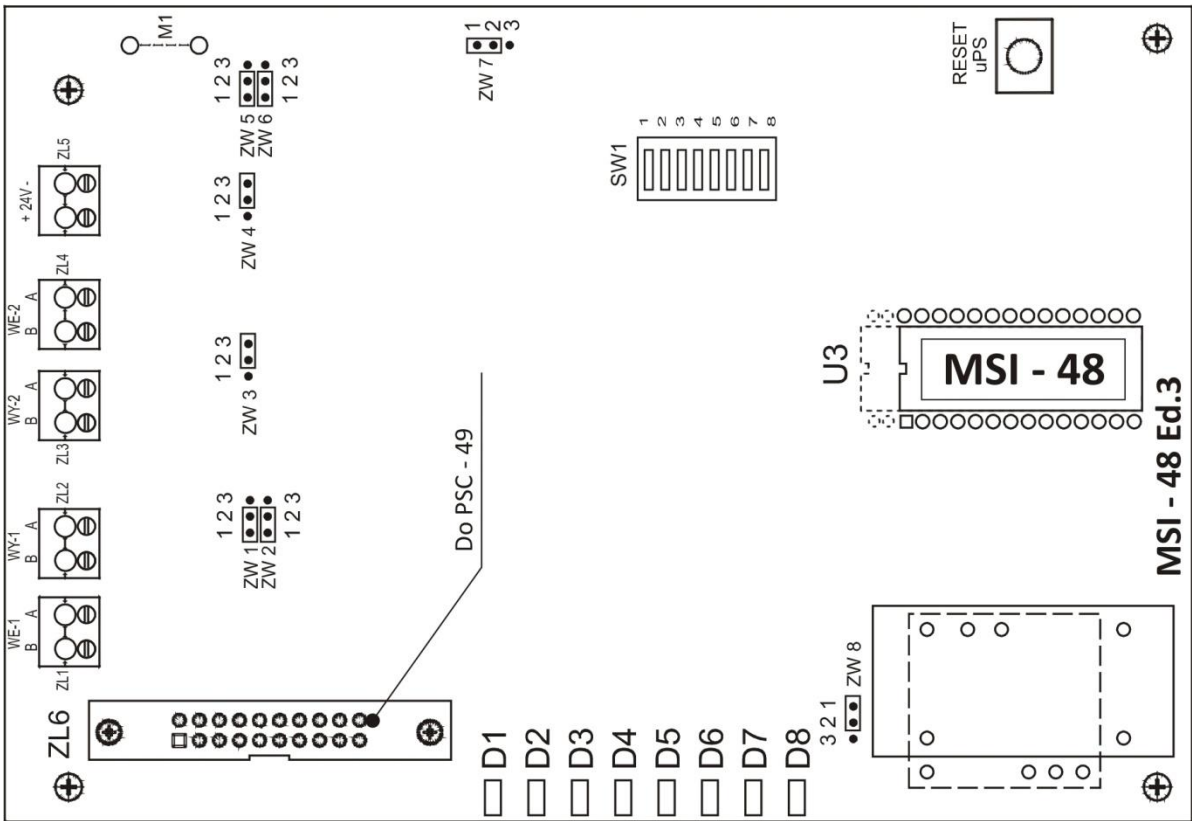 M1
1 2 3
ZW 7
RESET
uPS
1 2 3
ZW 5
ZW 6
1 2 3
SW1
1 2 3 4 5 6 7 8
ZL5
+ 24V -
1 2 3
ZW 4
ZL4
WE-2
B A
1 2 3
ZW 3
WY-2
B A
ZL3
U3
MSI - 48
MSI - 48 Ed.3
Do PSC - 49
ZL2
WY-1
B A
1 2 3
ZW 1
ZW 2
1 2 3
WE-1
B A
ZL1
ZL6
D1
D2
D3
D4
D5
D6
D7
D8
3 2 1
ZW 8